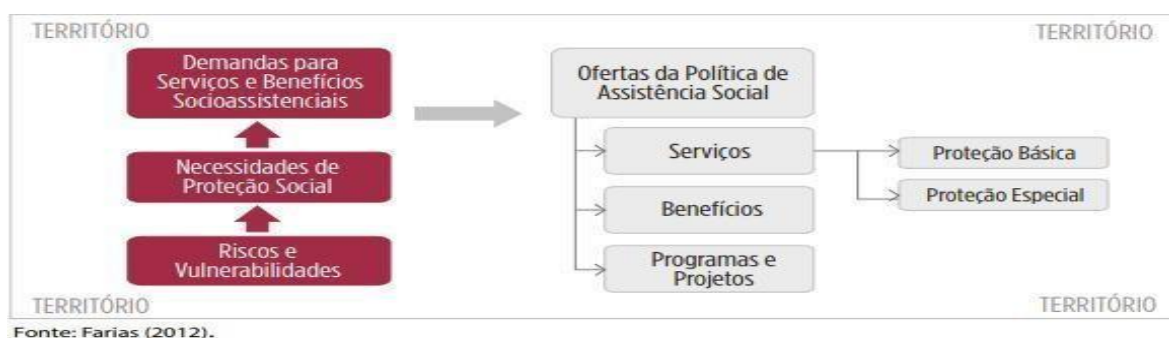 TERRITÓRIO
TERRITÓRIO
Demandas para
Serviços e Benefícios
Socioassistenciais
Necessidades de
Proteção Social
Riscos e
Vulnerabilidades
Ofertas da Política de
Assistência Social
Serviços
Benefícios
Programas e
Projetos
Proteção Básica
Proteção Especial
TERRITÓRIO
TERRITÓRIO
Fonte: Farias (2012).